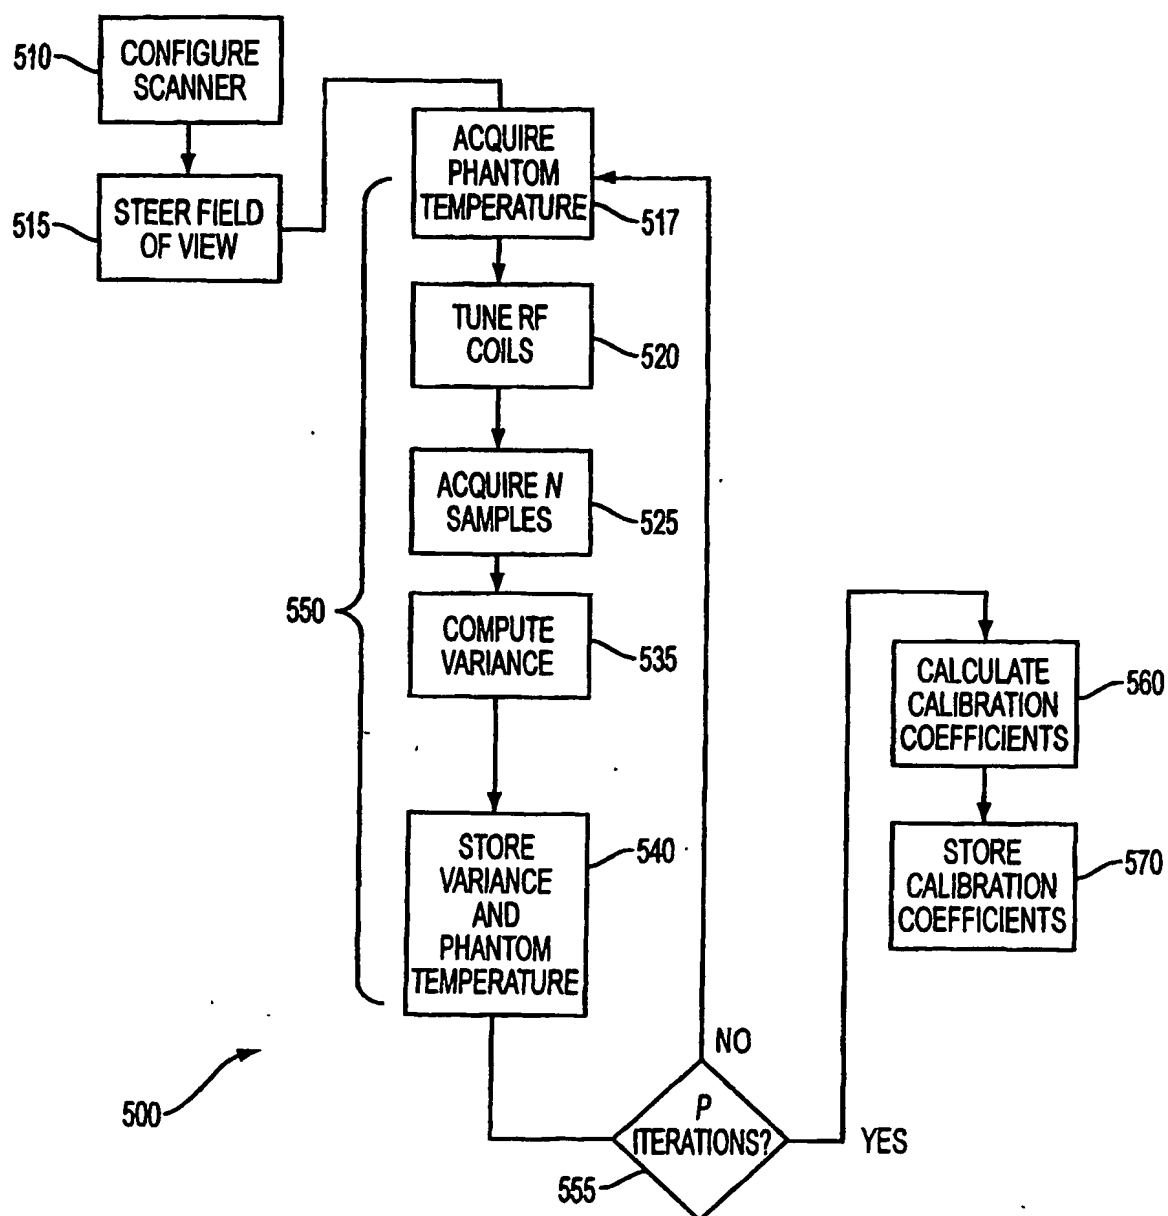 510
CONFIGURE
SCANNER
515
STEER FIELD
OF VIEW
ACQUIRE
PHANTOM
TEMPERATURE
517
TUNE RF
COILS
520
ACQUIRE N
SAMPLES
525
550
COMPUTE
VARIANCE
535
STORE
VARIANCE
AND
PHANTOM
TEMPERATURE
540
CALCULATE
CALIBRATION
COEFFICIENTS
560
STORE
CALIBRATION
COEFFICIENTS
570
500
NO
P
ITERATIONS?
YES
555